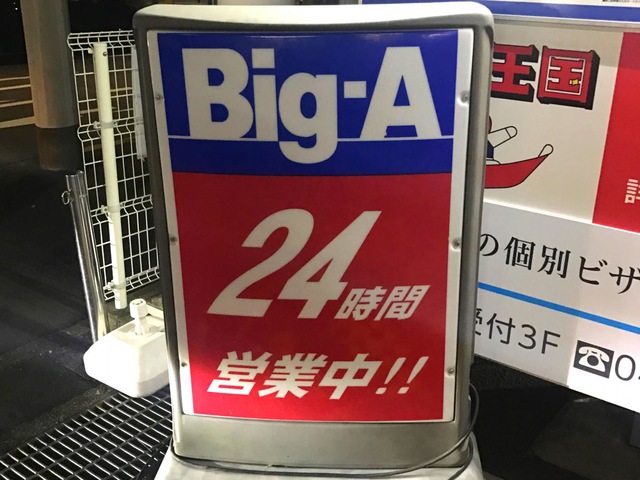 Big-A
24時間
営業中!!
王国
の個別ビザ
受付3F ☎0